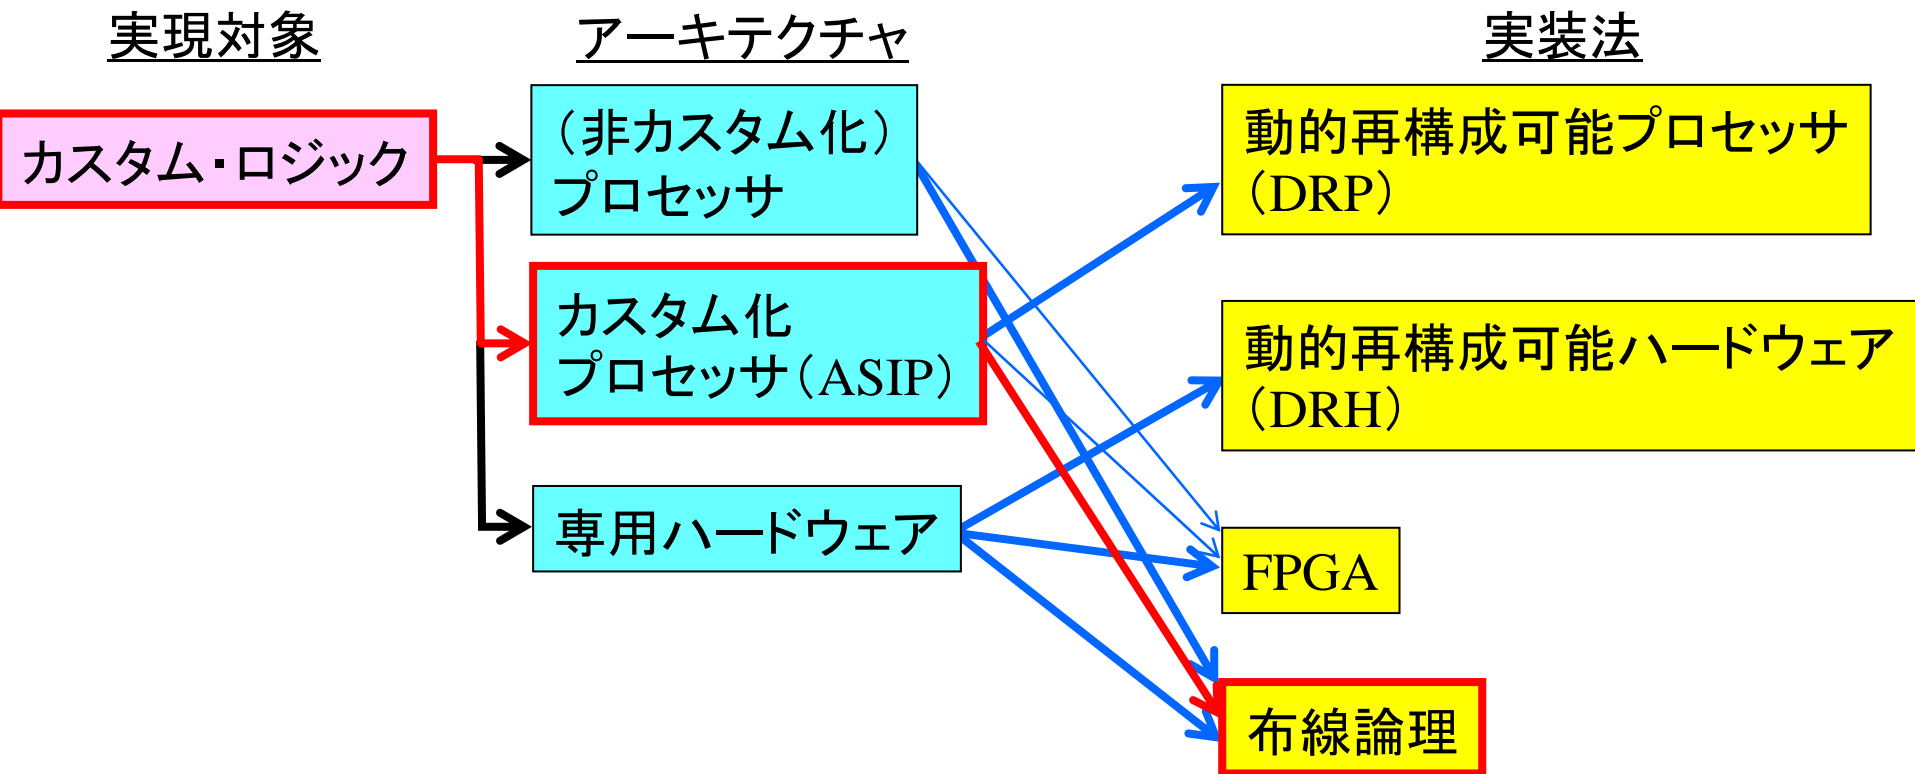 実現対象
アーキテクチャ
実装法
カスタム・ロジック
（非カスタム化）
プロセッサ
カスタム化
プロセッサ（ASIP）
専用ハードウェア
動的再構成可能プロセッサ
（DRP）
動的再構成可能ハードウェア
（DRH）
FPGA
布線論理